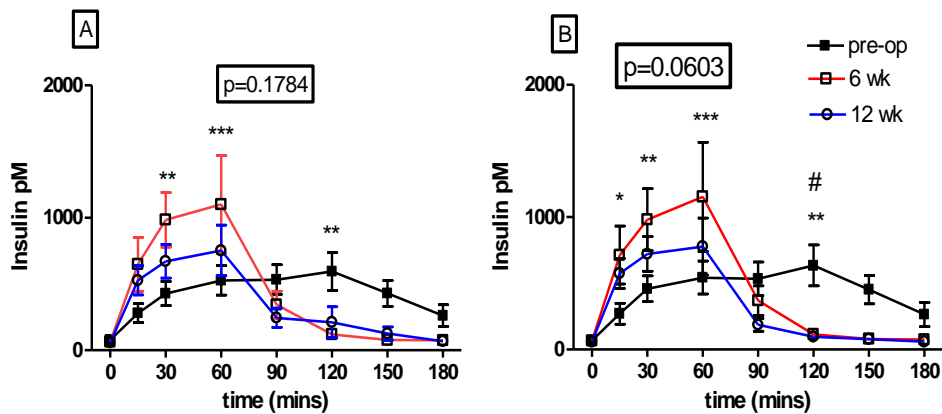 A
p=0.1784
2000
1000
0
Insulin pM
**
***
**
0 30 60 90 120 150 180
time (mins)
B
p=0.0603
pre-op
6 wk
12 wk
2000
1000
0
Insulin pM
*
**
***
#
**
0 30 60 90 120 150 180
time (mins)